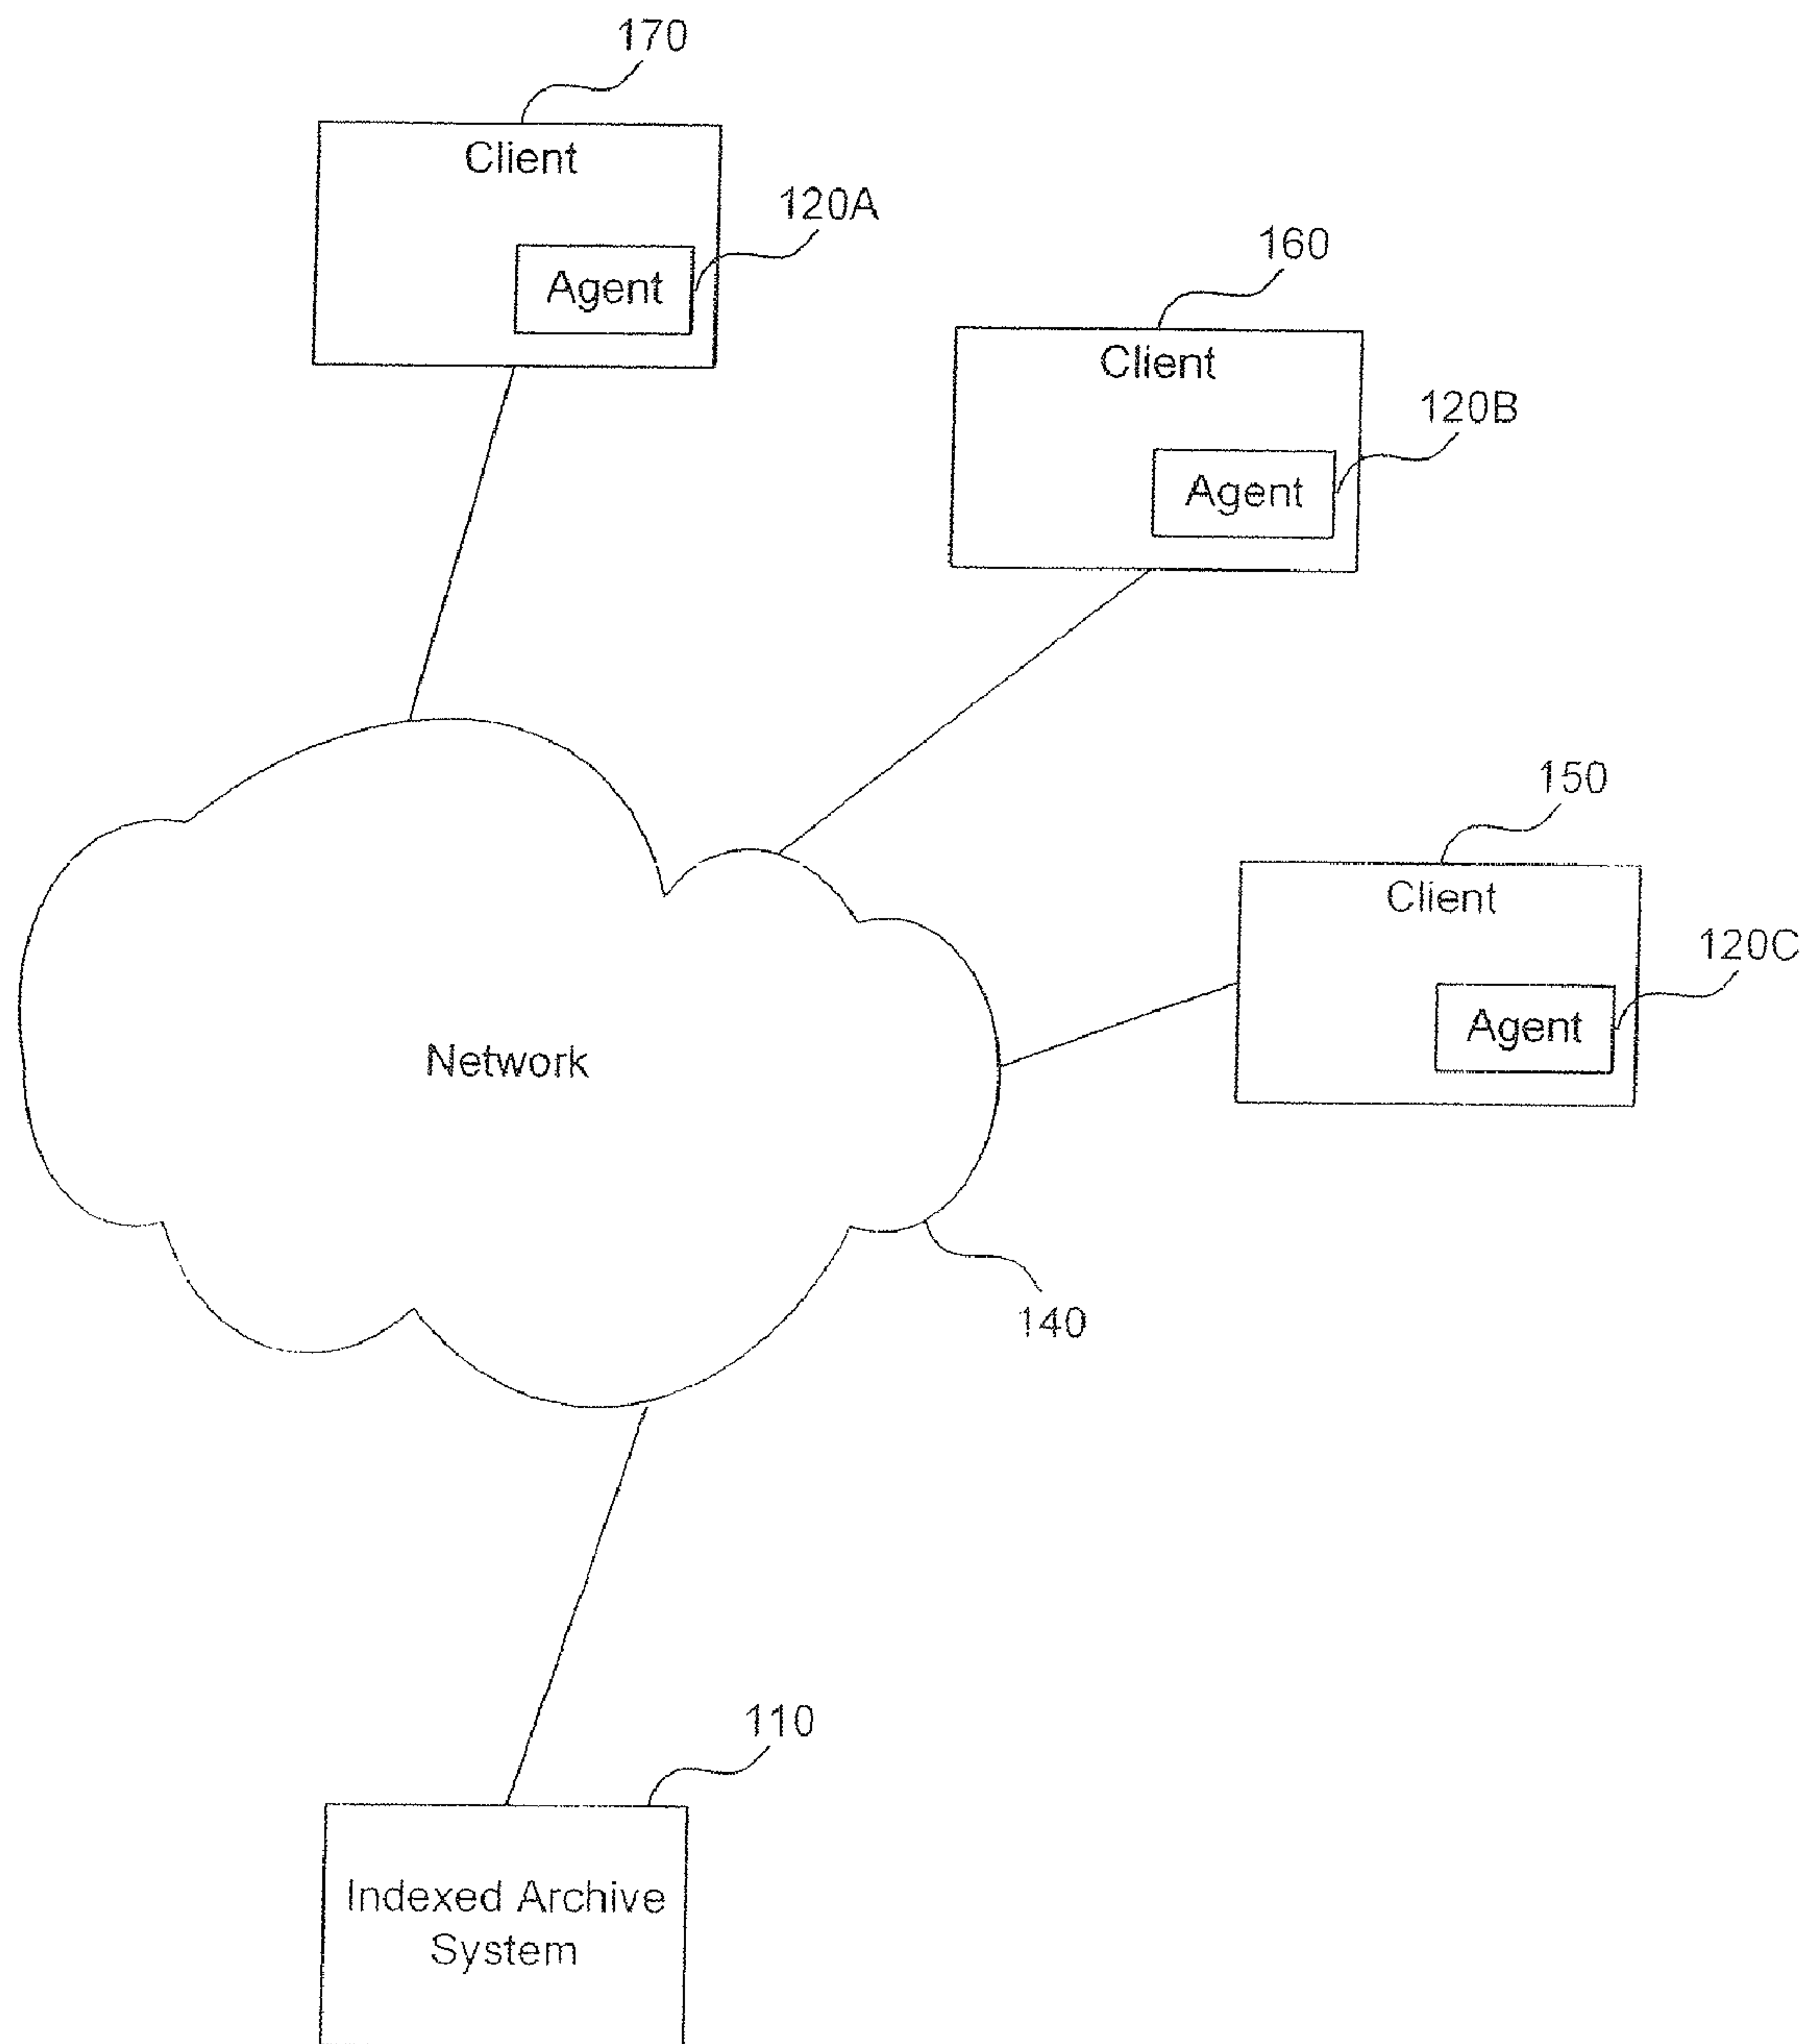 170
Client
120A
Agent
160
Client
120B
Agent
150
Client
120C
Agent
Network
140
110
Indexed Archive
System